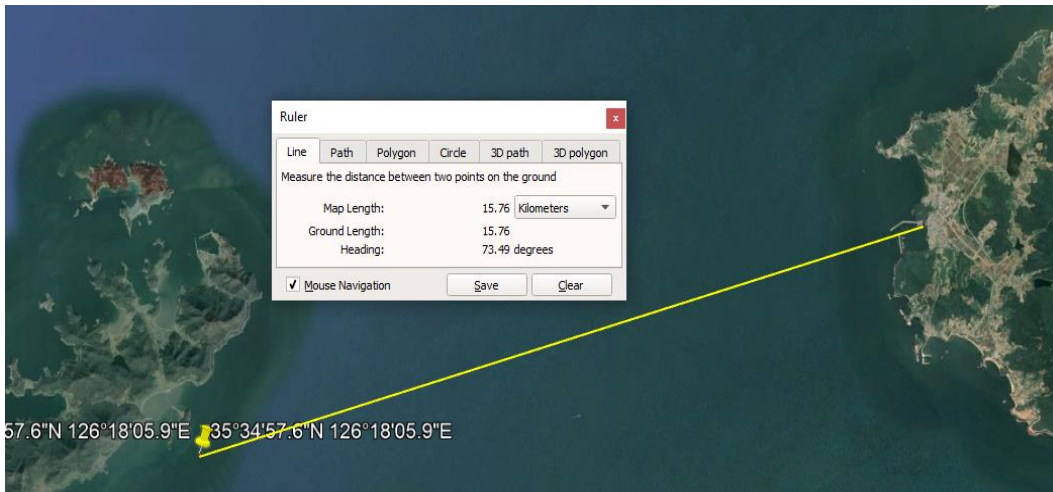 Ruler
x
Line Path Polygon Circle 3D path 3D polygon
Measure the distance between two points on the ground
Map Length: 15.76 Kilometers
Ground Length: 15.76
Heading: 73.49 degrees
Mouse Navigation Save Clear
57.6"N 126°18'05.9"E 35°34'57.6"N 126°18'05.9"E